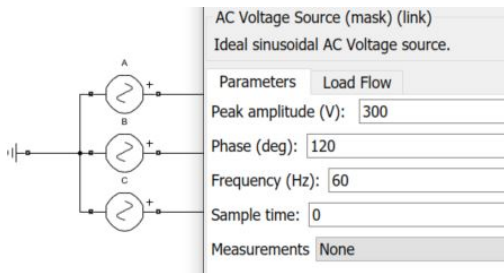 AC Voltage Source (mask) (link)
Ideal sinusoidal AC Voltage source.
Parameters Load Flow
Peak amplitude (V): 300
Phase (deg): 120
Frequency (Hz): 60
Sample time: 0
Measurements None
A
+
B
+
C
+